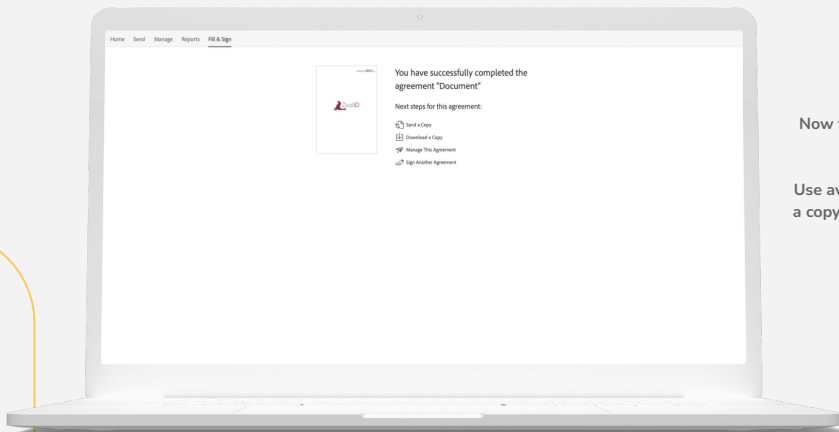 Home Send Manage Reports Fill & Sign
You have successfully completed the
agreement "Document"
Next steps for this agreement:
Send a Copy
Download a Copy
Manage This Agreement
Sign Another Agreement
ZealiD
Now
Use
a copy